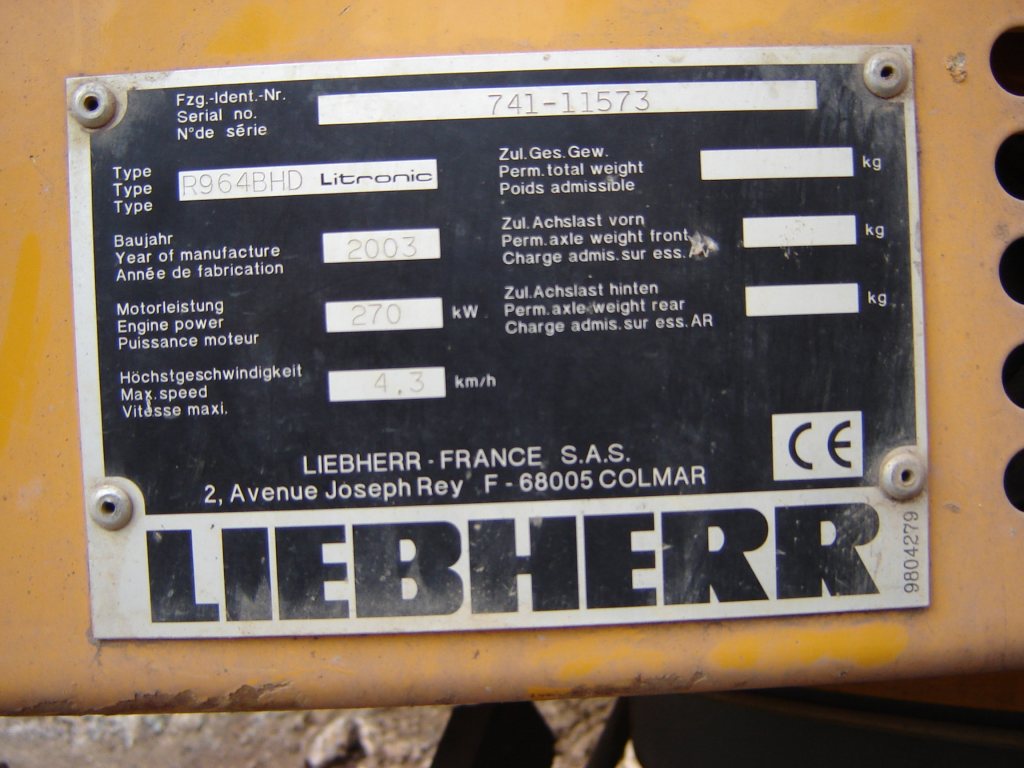 Fzg.-Ident.-Nr.
Serial no. 741-11573
N°de série
Type
Type R964BHD Litronic
Type
Baujahr
Year of manufacture 2003
Année de fabrication
Motorleistung
Engine power 270 kW
Puissance moteur
Höchstgeschwindigkeit
Max. speed 4.3 km/h
Vitesse maxi.
Zul. Ges. Gew.
Perm. total weight kg
Poids admissible
Zul. Achslast vorn
Perm. axle weight front kg
Charge admis. sur ess. AV
Zul. Achslast hinten
Perm. axle weight rear kg
Charge admis. sur ess. AR
CE
LIEBHERR - FRANCE S.A.S.
2, Avenue Joseph Rey F - 68005 COLMAR
LIEBHERR
9804279